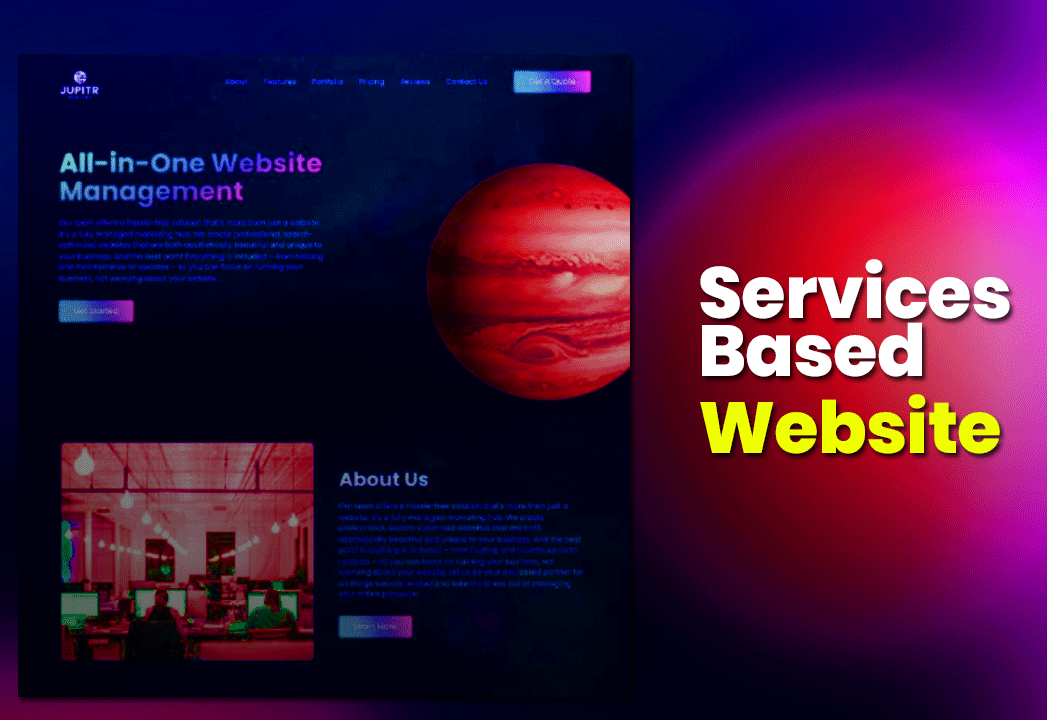 JUPITR
About Features Portfolio Pricing Reviews Contact Us Get A Quote
All-in-One Website
Management
Our team offers a hassle-free solution that's more than just a website.
It's a fully managed marketing hub. We create professional, search-
optimized websites that are both aesthetically beautiful and unique to
your business. And the best part? Everything is included – from hosting
and maintenance to updates – so you can focus on running your
business, not worrying about your website.
Get Started
About Us
Our team offers a hassle-free solution that's more than just a
website. It's a fully managed marketing hub. We create
professional, search-optimized websites that are both
aesthetically beautiful and unique to your business. And the best
part? Everything is included – from hosting and maintenance to
updates – so you can focus on running your business, not
worrying about your website. Let us be your dedicated partner for
all things website-related and take the stress out of managing
your online presence.
Learn More
Services
Based
Website